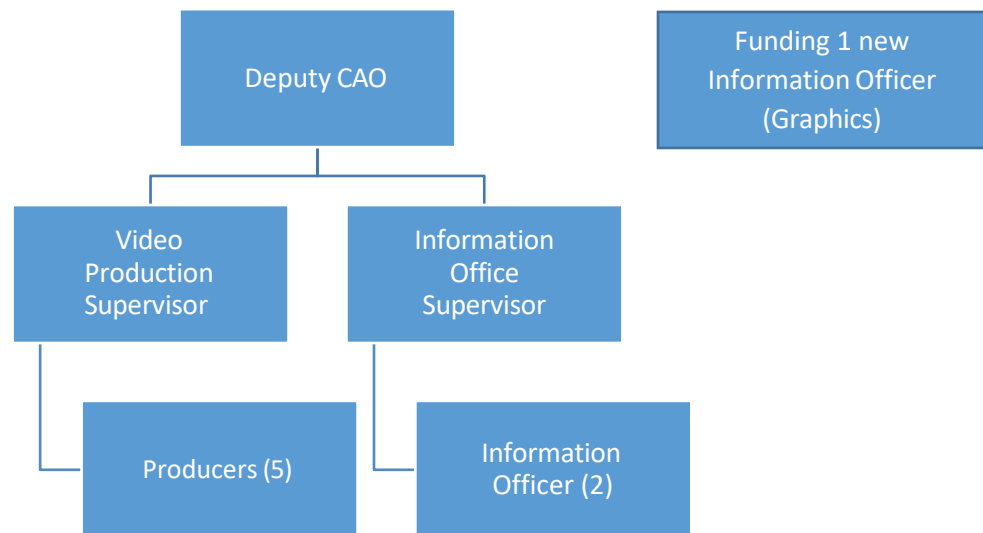 Deputy CAO
Funding 1 new
Information Officer
(Graphics)
Video
Production
Supervisor
Information
Office
Supervisor
Producers (5)
Information
Officer (2)